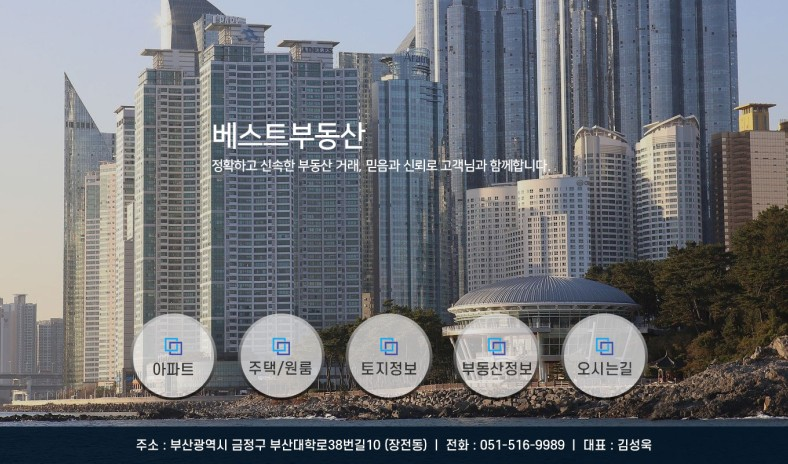 베스트부동산
정확하고 신속한 부동산 거래, 믿음과 신뢰로 고객님과 함께합니다.
아파트
주택/원룸
토지정보
부동산정보
오시는길
주소 : 부산광역시 금정구 부산대학로38번길10 (장전동) ㅣ 전화 : 051-516-9989 ㅣ 대표 : 김성욱